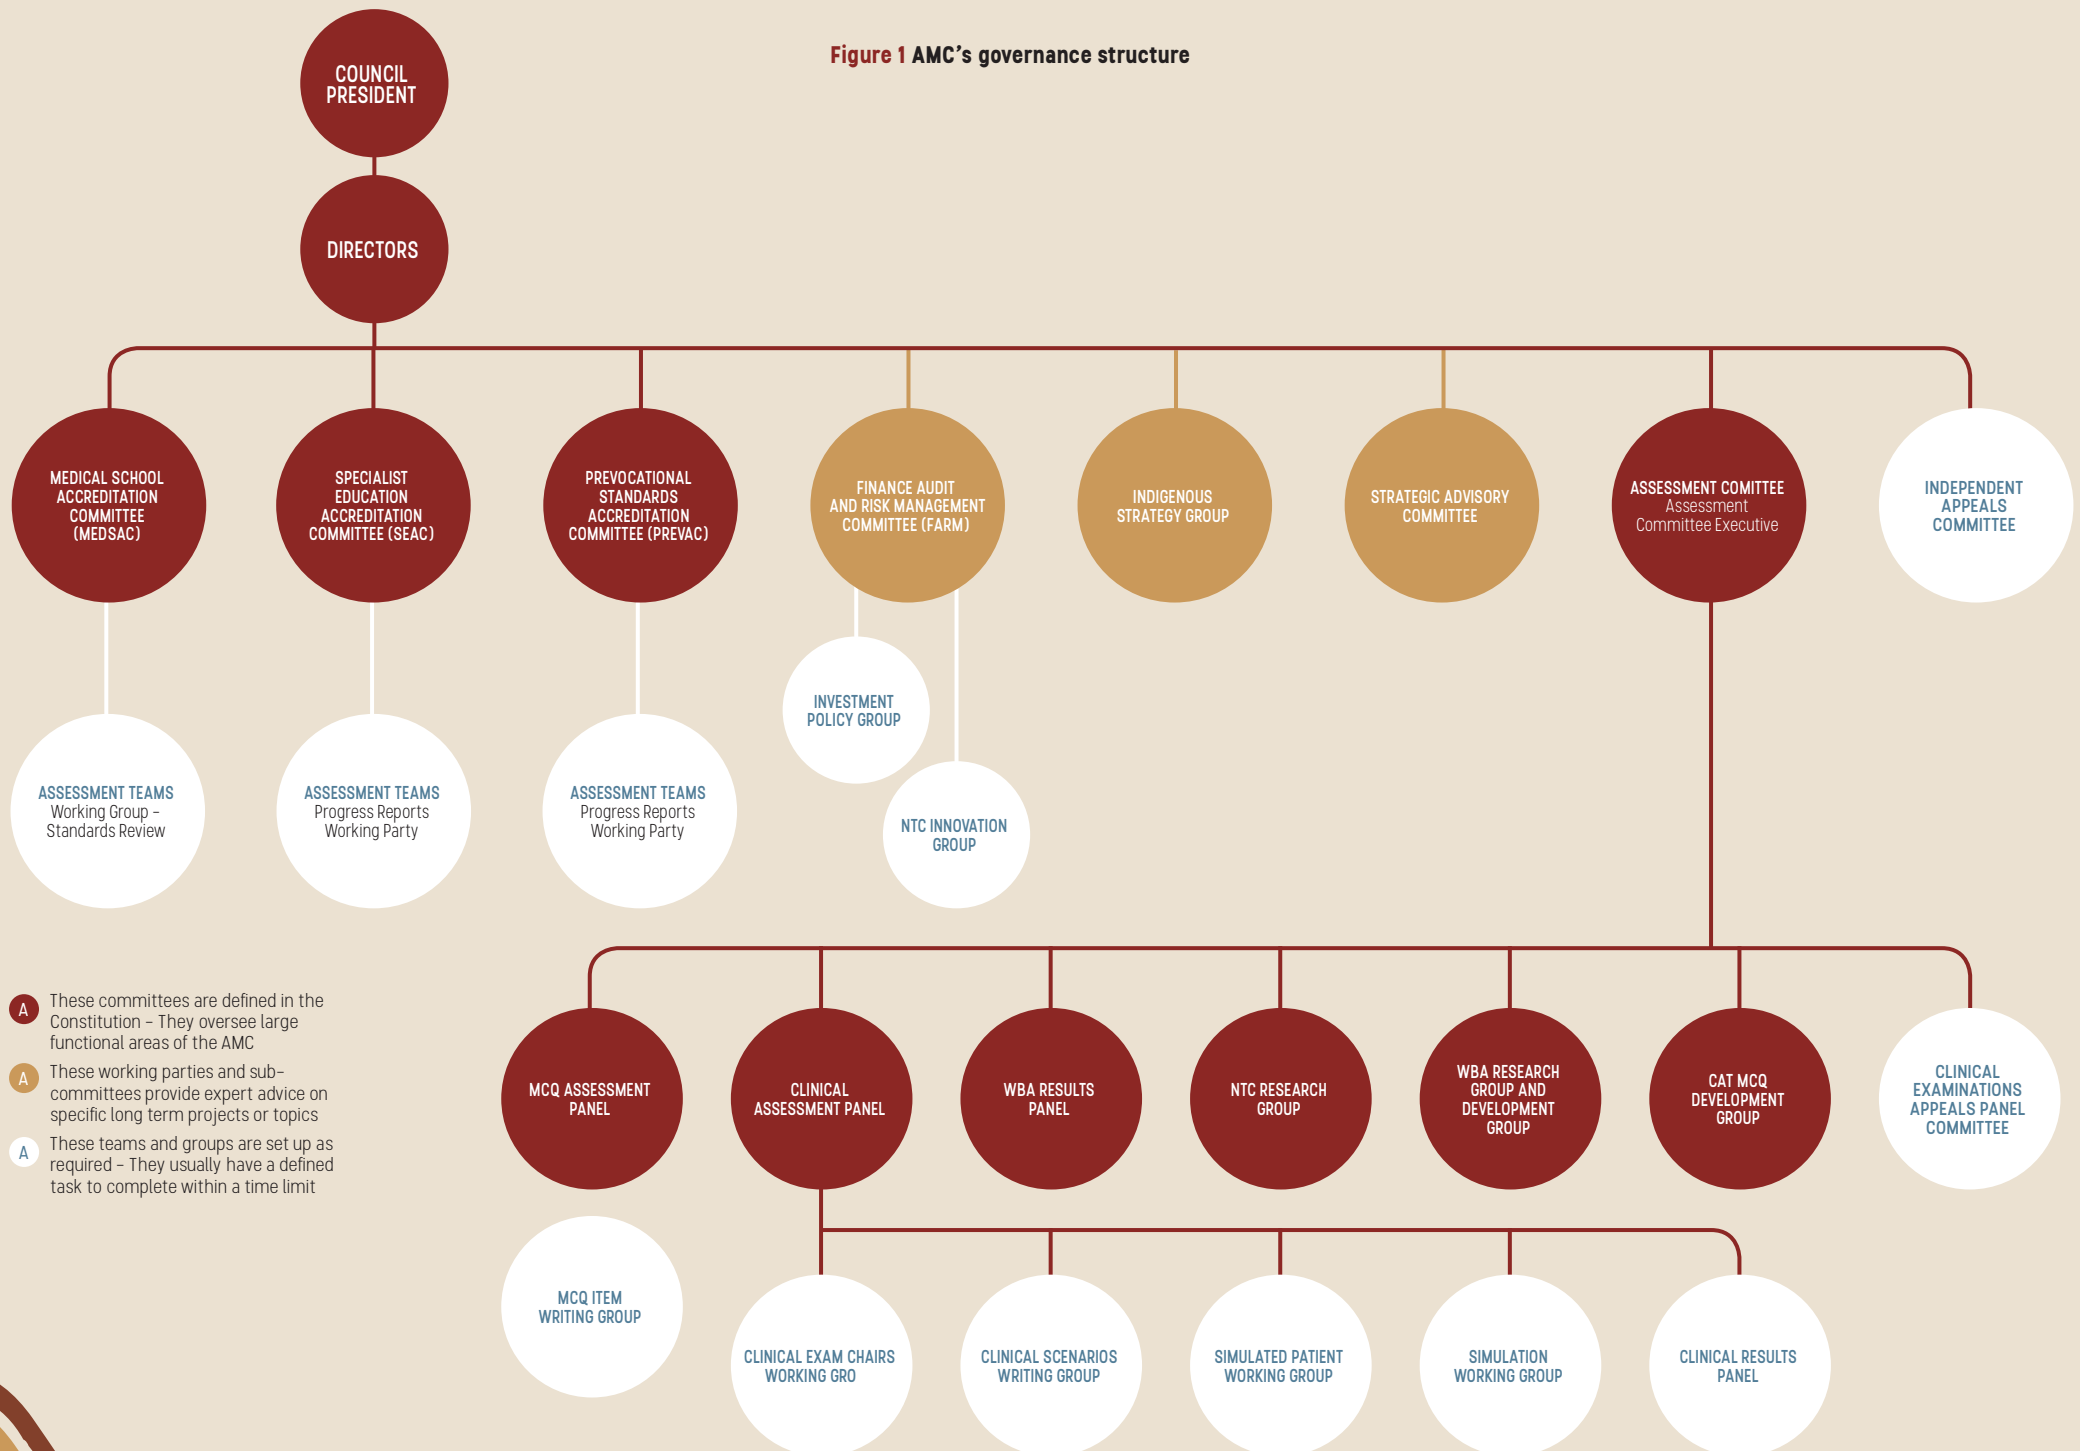 Figure 1 AMC's governance structure
COUNCIL
PRESIDENT
DIRECTORS
MEDICAL SCHOOL
ACCREDITATION
COMMITTEE
(MEDSAC)
SPECIALIST
EDUCATION
ACCREDITATION
COMMITTEE (SEAC)
PREVOCATIONAL
STANDARDS
ACCREDITATION
COMMITTEE (PREVAC)
FINANCE AUDIT
AND RISK MANAGEMENT
COMMITTEE (FARM)
INDIGENOUS
STRATEGY GROUP
STRATEGIC ADVISORY
COMMITTEE
ASSESSMENT COMITTEE
Assessment
Committee Executive
INDEPENDENT
APPEALS
COMMITTEE
ASSESSMENT TEAMS
Working Group –
Standards Review
ASSESSMENT TEAMS
Progress Reports
Working Party
ASSESSMENT TEAMS
Progress Reports
Working Party
INVESTMENT
POLICY GROUP
NTC INNOVATION
GROUP
A
These committees are defined in the
Constitution – They oversee large
functional areas of the AMC
A
These working parties and sub-
committees provide expert advice on
specific long term projects or topics
A
These teams and groups are set up as
required – They usually have a defined
task to complete within a time limit
MCQ ASSESSMENT
PANEL
CLINICAL
ASSESSMENT PANEL
WBA RESULTS
PANEL
NTC RESEARCH
GROUP
WBA RESEARCH
GROUP AND
DEVELOPMENT
GROUP
CAT MCQ
DEVELOPMENT
GROUP
CLINICAL
EXAMINATIONS
APPEALS PANEL
COMMITTEE
MCQ ITEM
WRITING GROUP
CLINICAL EXAM CHAIRS
WORKING GRO
CLINICAL SCENARIOS
WRITING GROUP
SIMULATED PATIENT
WORKING GROUP
SIMULATION
WORKING GROUP
CLINICAL RESULTS
PANEL